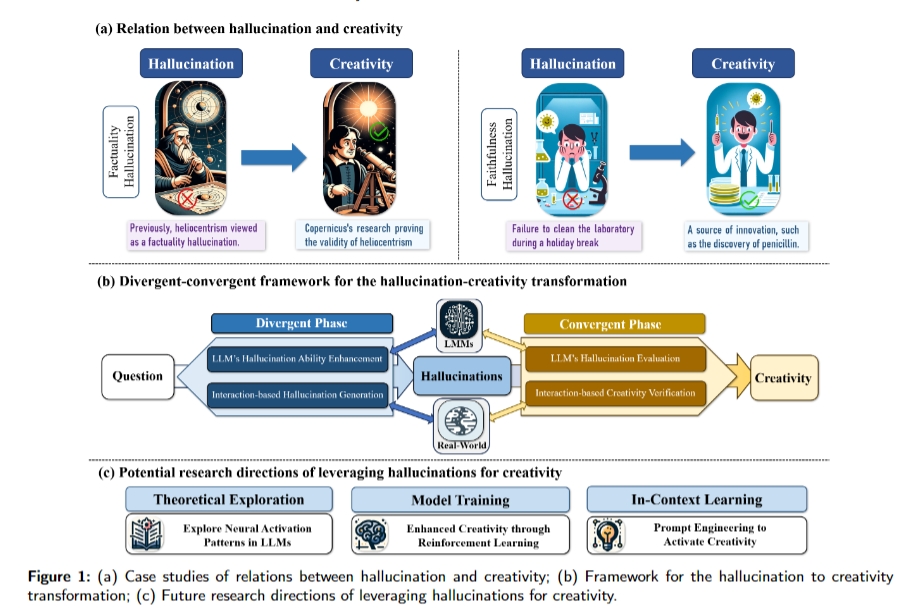 (a) Relation between hallucination and creativity
Hallucination
Creativity
Hallucination
Creativity
Factuality
Hallucination
Faithfulness
Hallucination
Previously, heliocentrism viewed
as a factuality hallucination.
Copernicus's research proving
the validity of heliocentrism
Failure to clean the laboratory
during a holiday break
A source of innovation, such
as the discovery of penicillin.
(b) Divergent-convergent framework for the hallucination-creativity transformation
Divergent Phase
LMMs
Convergent Phase
LLM's Hallucination Ability Enhancement
LLM's Hallucination Evaluation
Question
Hallucinations
Creativity
Interaction-based Hallucination Generation
Interaction-based Creativity Verification
Real-World
(c) Potential research directions of leveraging hallucinations for creativity
Theoretical Exploration
Model Training
In-Context Learning
Explore Neural Activation
Patterns in LLMs
Enhanced Creativity through
Reinforcement Learning
Prompt Engineering to
Activate Creativity
Figure 1: (a) Case studies of relations between hallucination and creativity; (b) Framework for the hallucination to creativity
transformation; (c) Future research directions of leveraging hallucinations for creativity.